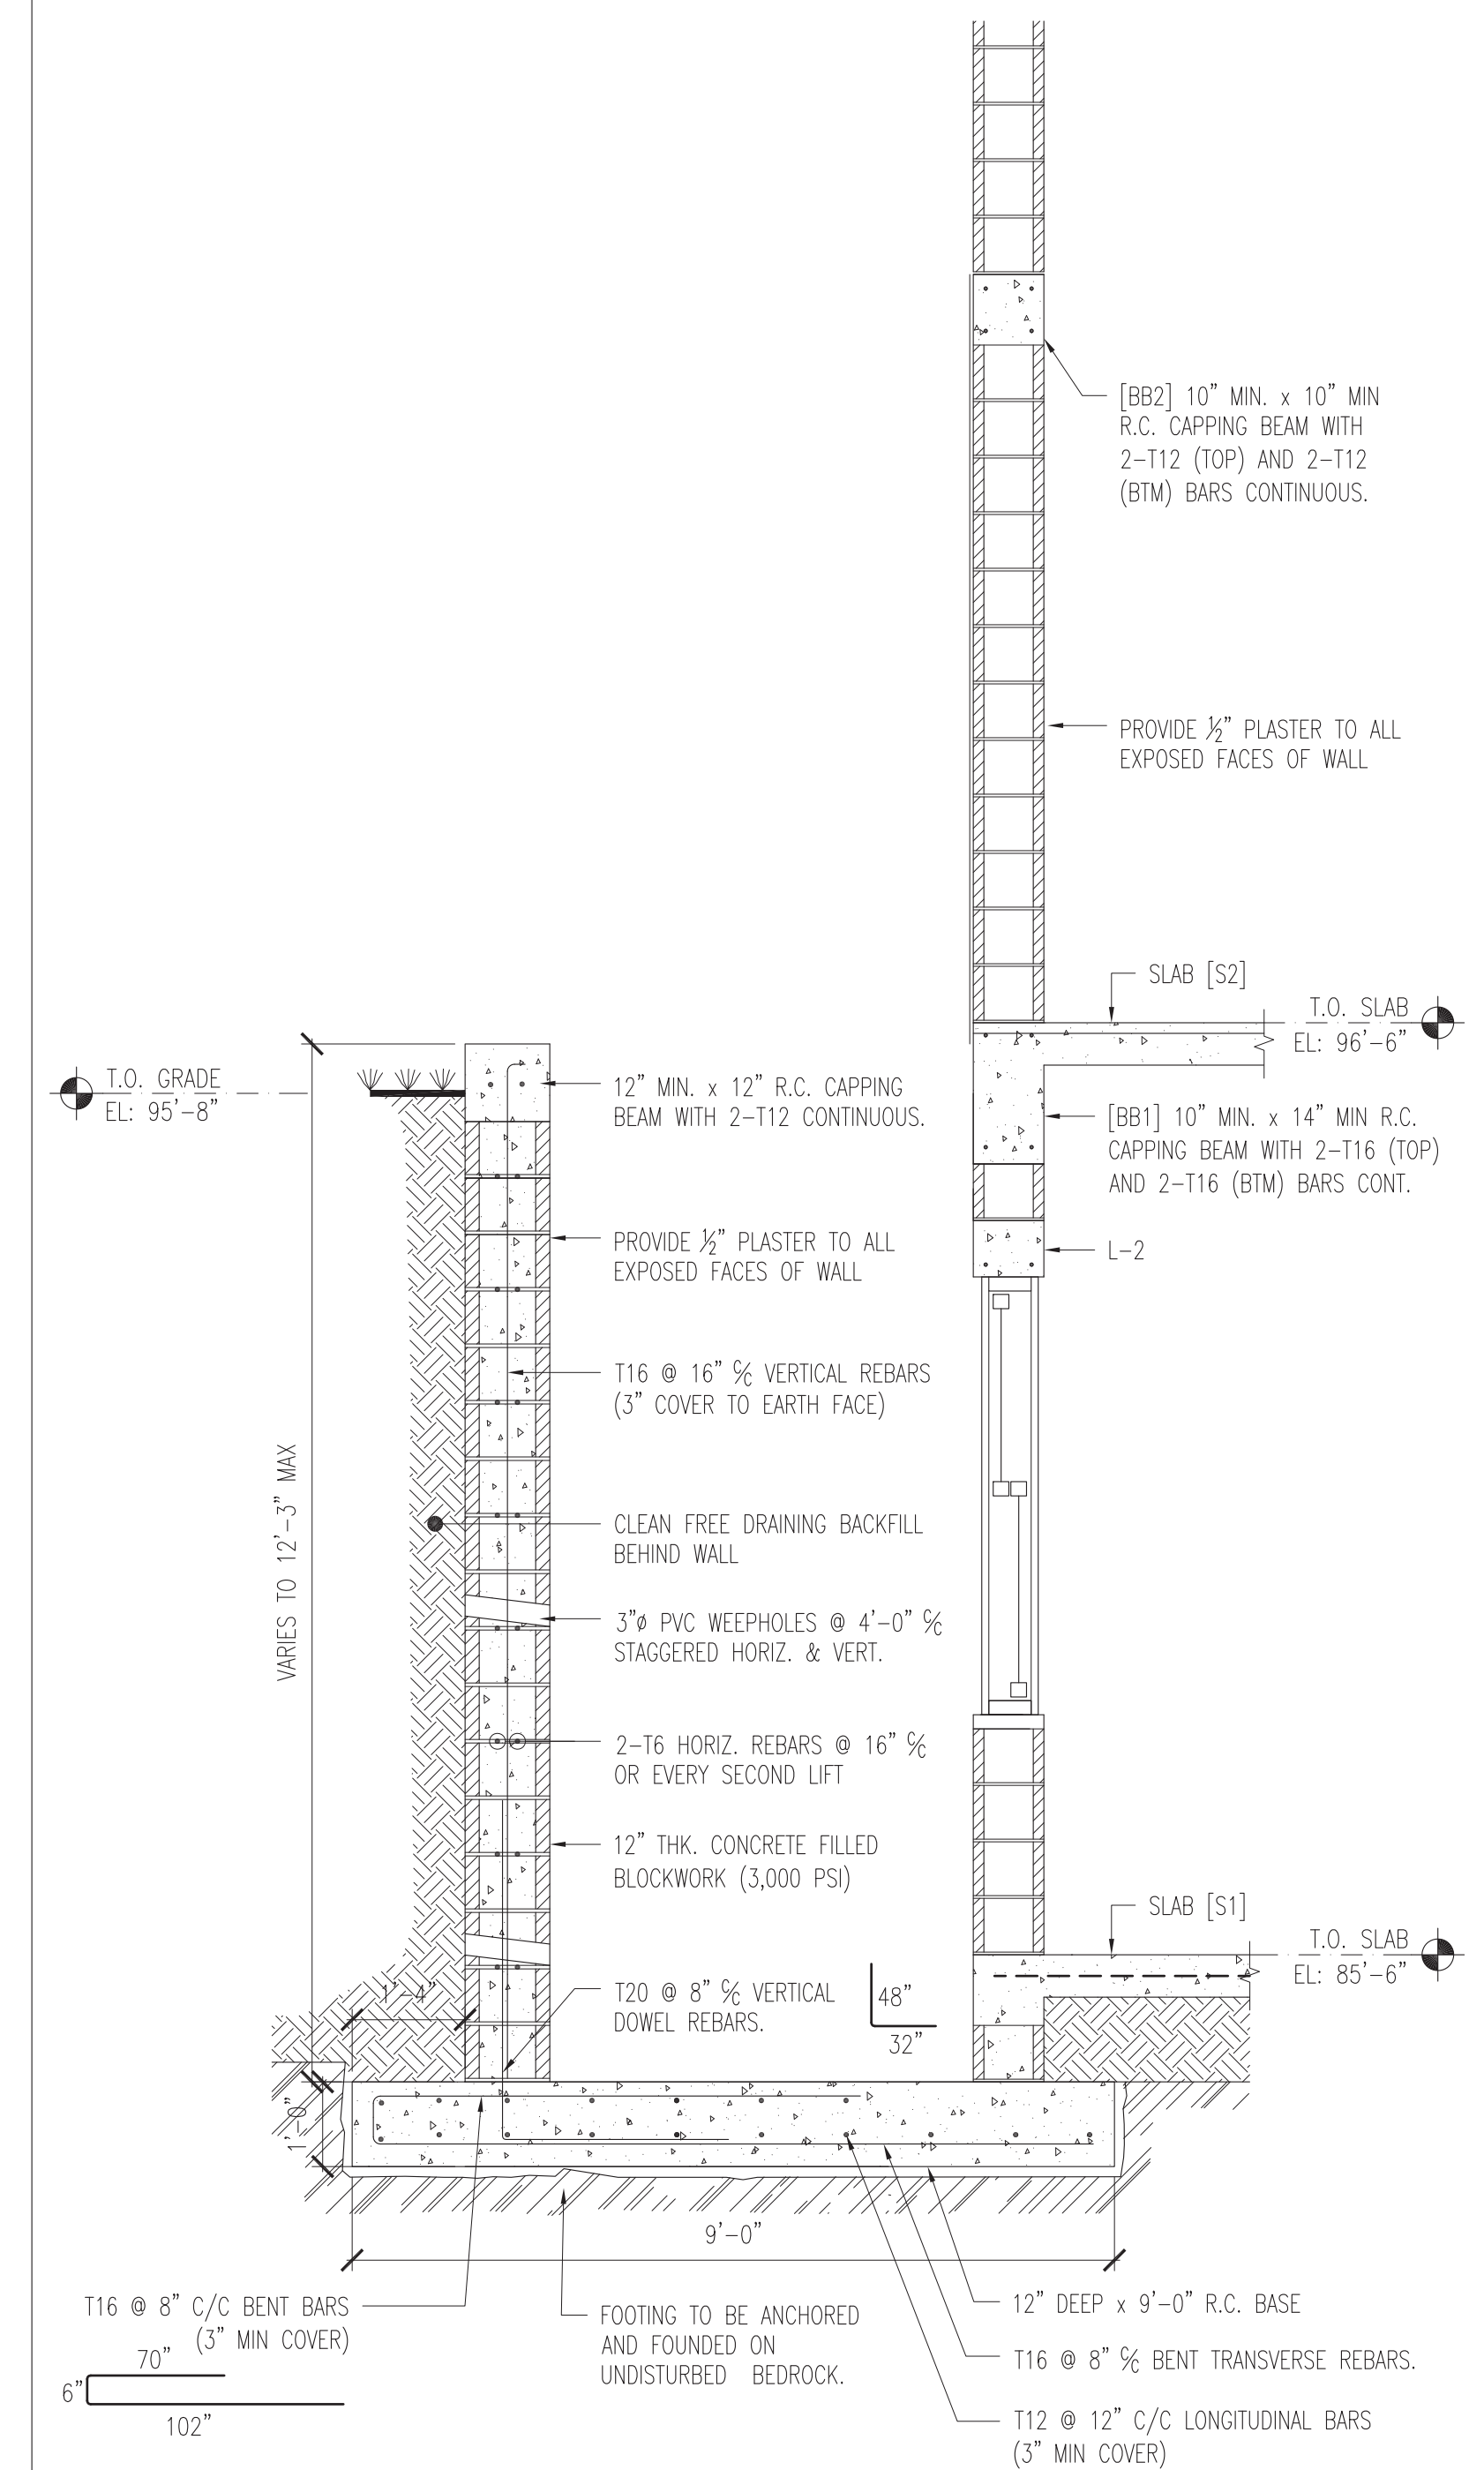 [BB2] 10” MIN. x 10” MIN
R.C. CAPPING BEAM WITH
2–T12 (TOP) AND 2–T12
(BTM) BARS CONTINUOUS.
PROVIDE ½” PLASTER TO ALL
EXPOSED FACES OF WALL
SLAB [S2]
T.O. SLAB
EL: 96’–6”
T.O. GRADE
EL: 95’–8”
12” MIN. x 12” R.C. CAPPING
BEAM WITH 2–T12 CONTINUOUS.
[BB1] 10” MIN. x 14” MIN R.C.
CAPPING BEAM WITH 2–T16 (TOP)
AND 2–T16 (BTM) BARS CONT.
PROVIDE ½” PLASTER TO ALL
EXPOSED FACES OF WALL
L–2
T16 @ 16” ℅ VERTICAL REBARS
(3” COVER TO EARTH FACE)
VARIES TO 12’–3” MAX
CLEAN FREE DRAINING BACKFILL
BEHIND WALL
3”ø PVC WEEPHOLES @ 4’–0” ℅
STAGGERED HORIZ. & VERT.
2–T6 HORIZ. REBARS @ 16” ℅
OR EVERY SECOND LIFT
12” THK. CONCRETE FILLED
BLOCKWORK (3,000 PSI)
SLAB [S1]
T.O. SLAB
EL: 85’–6”
1’–4”
T20 @ 8” ℅ VERTICAL
DOWEL REBARS.
48”
32”
1’–0”
9’–0”
T16 @ 8” C/C BENT BARS
(3” MIN COVER)
70”
6”
102”
FOOTING TO BE ANCHORED
AND FOUNDED ON
UNDISTURBED BEDROCK.
12” DEEP x 9’–0” R.C. BASE
T16 @ 8” ℅ BENT TRANSVERSE REBARS.
T12 @ 12” C/C LONGITUDINAL BARS
(3” MIN COVER)